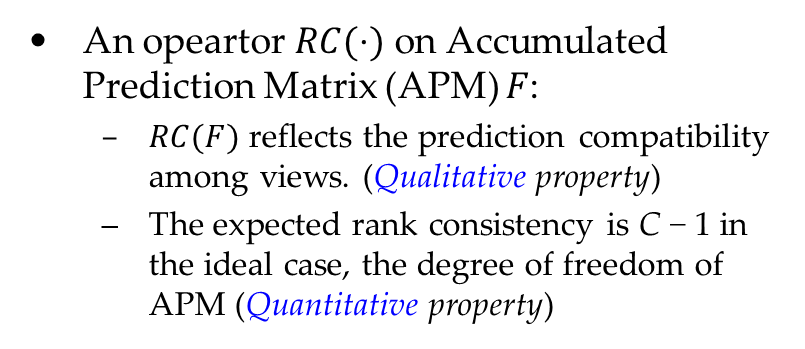 • An opeartor RC(·) on Accumulated
Prediction Matrix (APM) F:
– RC(F) reflects the prediction compatibility
among views. (Qualitative property)
– The expected rank consistency is C − 1 in
the ideal case, the degree of freedom of
APM (Quantitative property)